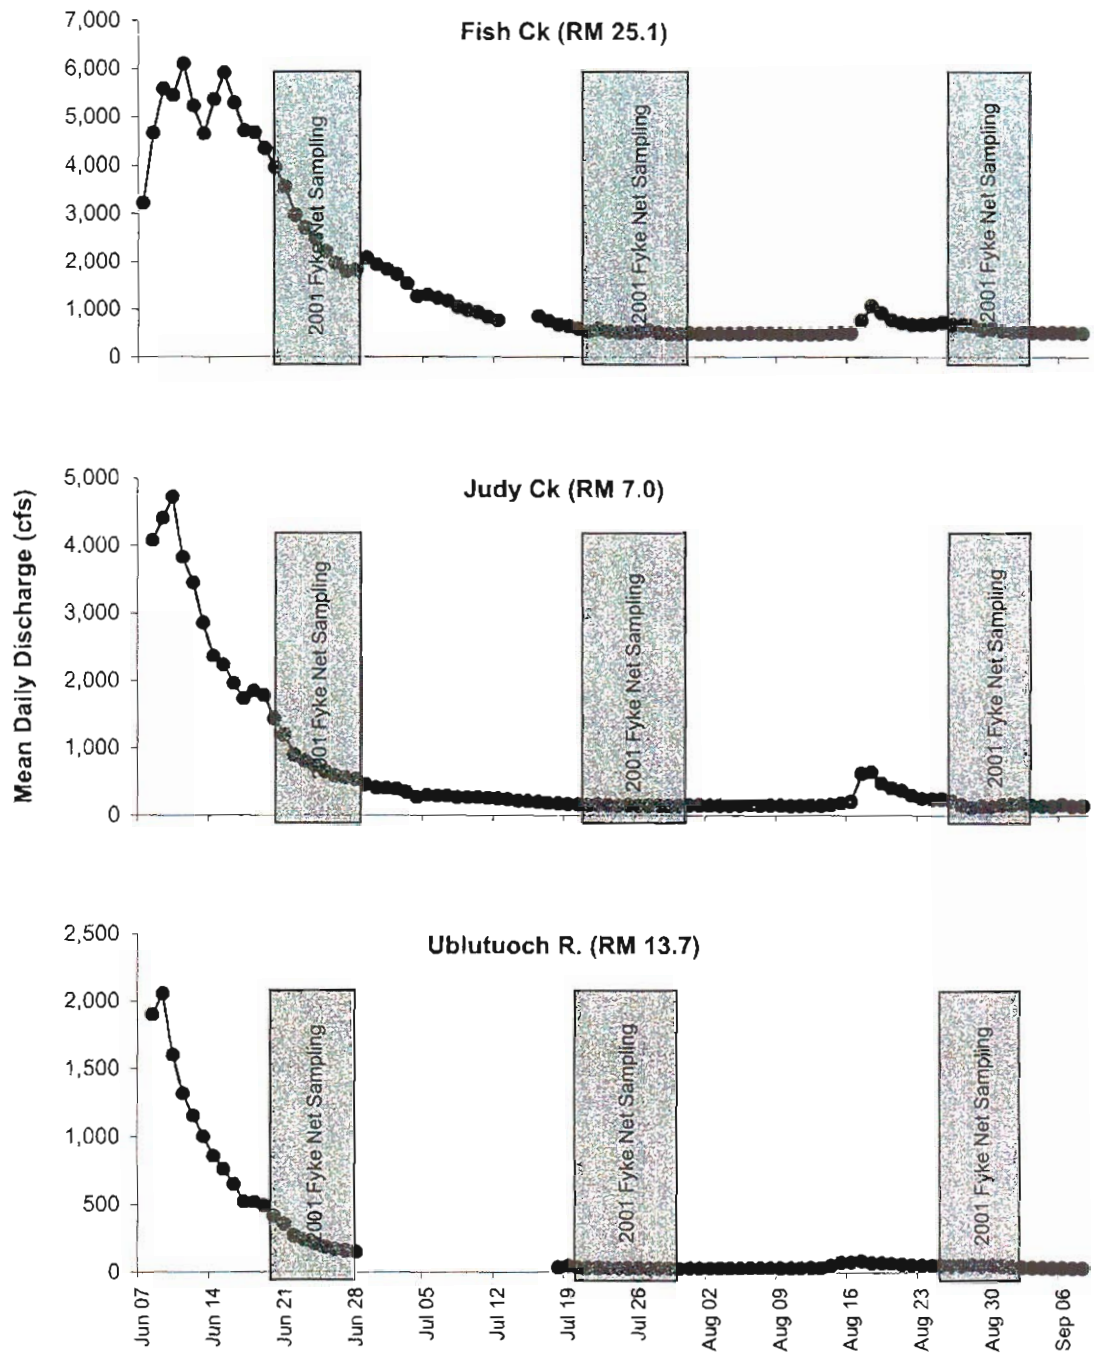 Mean Daily Discharge (cfs)
Fish Ck (RM 25.1)
7,000
6,000
5,000
4,000
3,000
2,000
1,000
0
2001 Fyke Net Sampling
2001 Fyke Net Sampling
2001 Fyke Net Sampling
Judy Ck (RM 7.0)
5,000
4,000
3,000
2,000
1,000
0
2001 Fyke Net Sampling
2001 Fyke Net Sampling
2001 Fyke Net Sampling
Ublutuoch R. (RM 13.7)
2,500
2,000
1,500
1,000
500
0
2001 Fyke Net Sampling
2001 Fyke Net Sampling
2001 Fyke Net Sampling
Jun 07
Jun 14
Jun 21
Jun 28
Jul 05
Jul 12
Jul 19
Jul 26
Aug 02
Aug 09
Aug 16
Aug 23
Aug 30
Sep 06